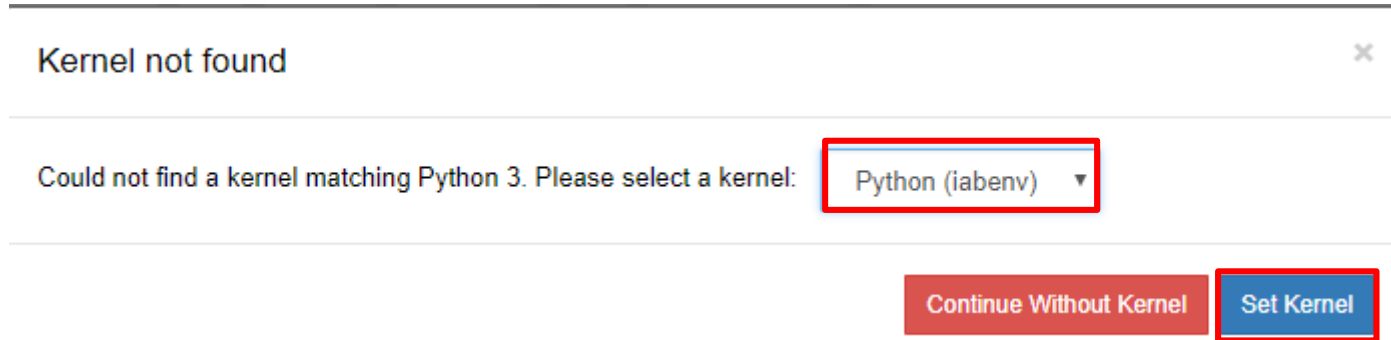 Kernel not found
×
Could not find a kernel matching Python 3. Please select a kernel: Python (iabenv) ▼
Continue Without Kernel Set Kernel